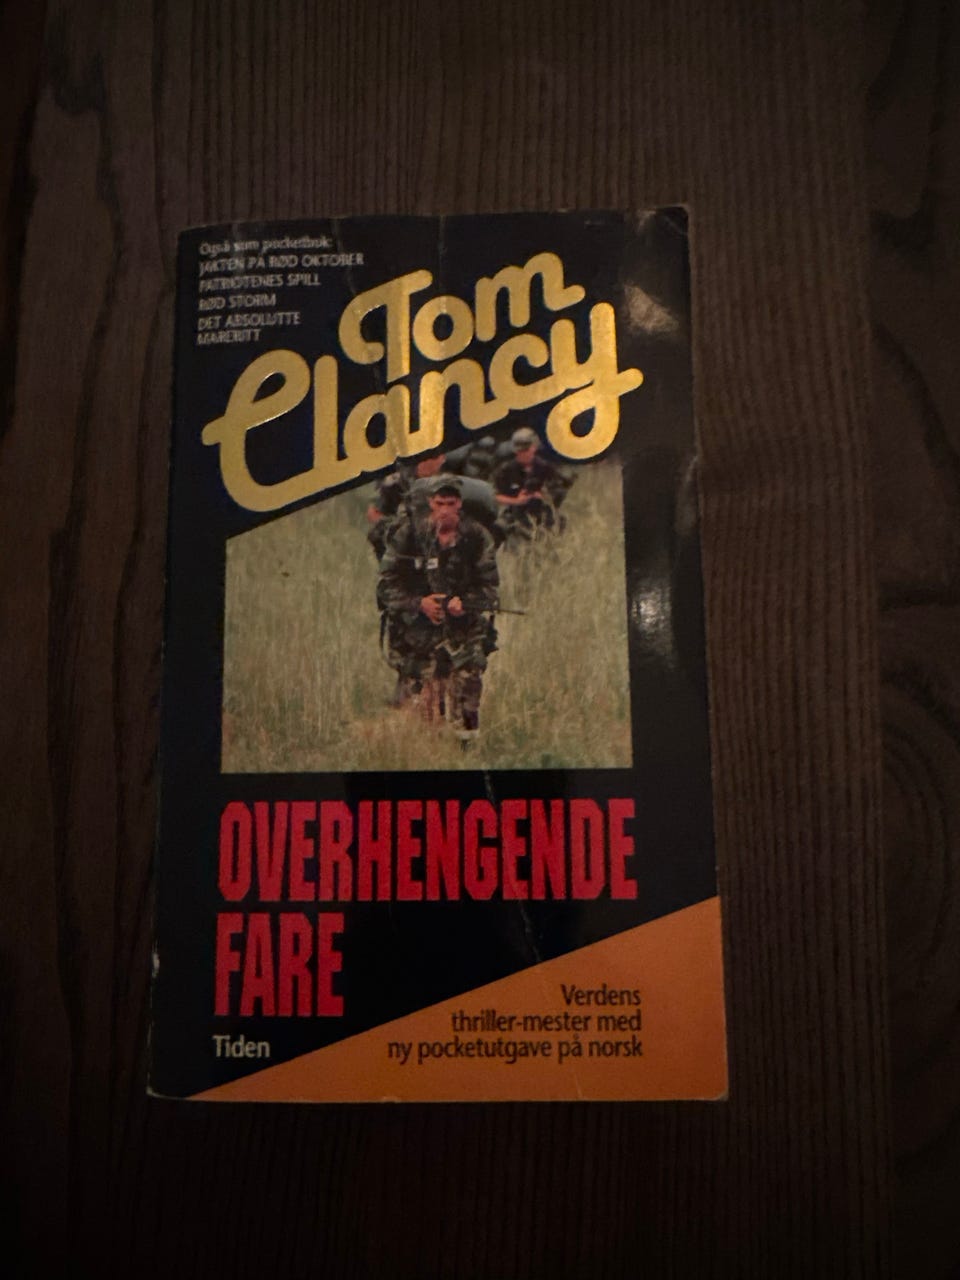 Også som pocketbok:
JAKTEN PÅ RØD OKTOBER
PATRIOTENES SPILL
RØD STORM
DET ABSOLUTTE
MARERITT
Tom
Clancy
OVERHENGENDE
FARE
Tiden
Verdens
thriller-mester med
ny pocketutgave på norsk